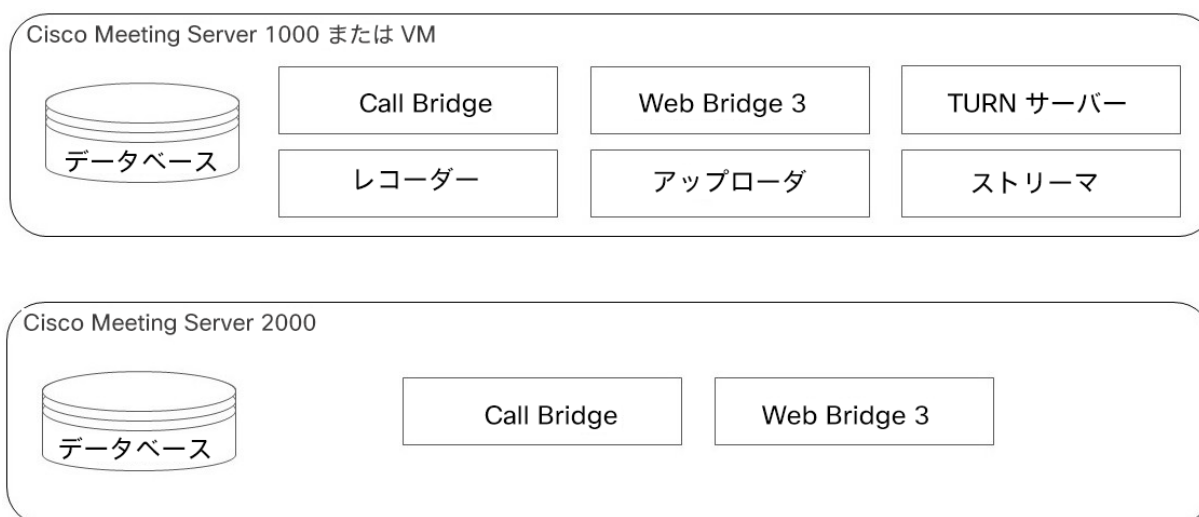 Cisco Meeting Server 1000 または VM
Call Bridge
Web Bridge 3
TURN サーバー
データベース
レコーダー
アップローダ
ストリーマ
Cisco Meeting Server 2000
Call Bridge
Web Bridge 3
データベース